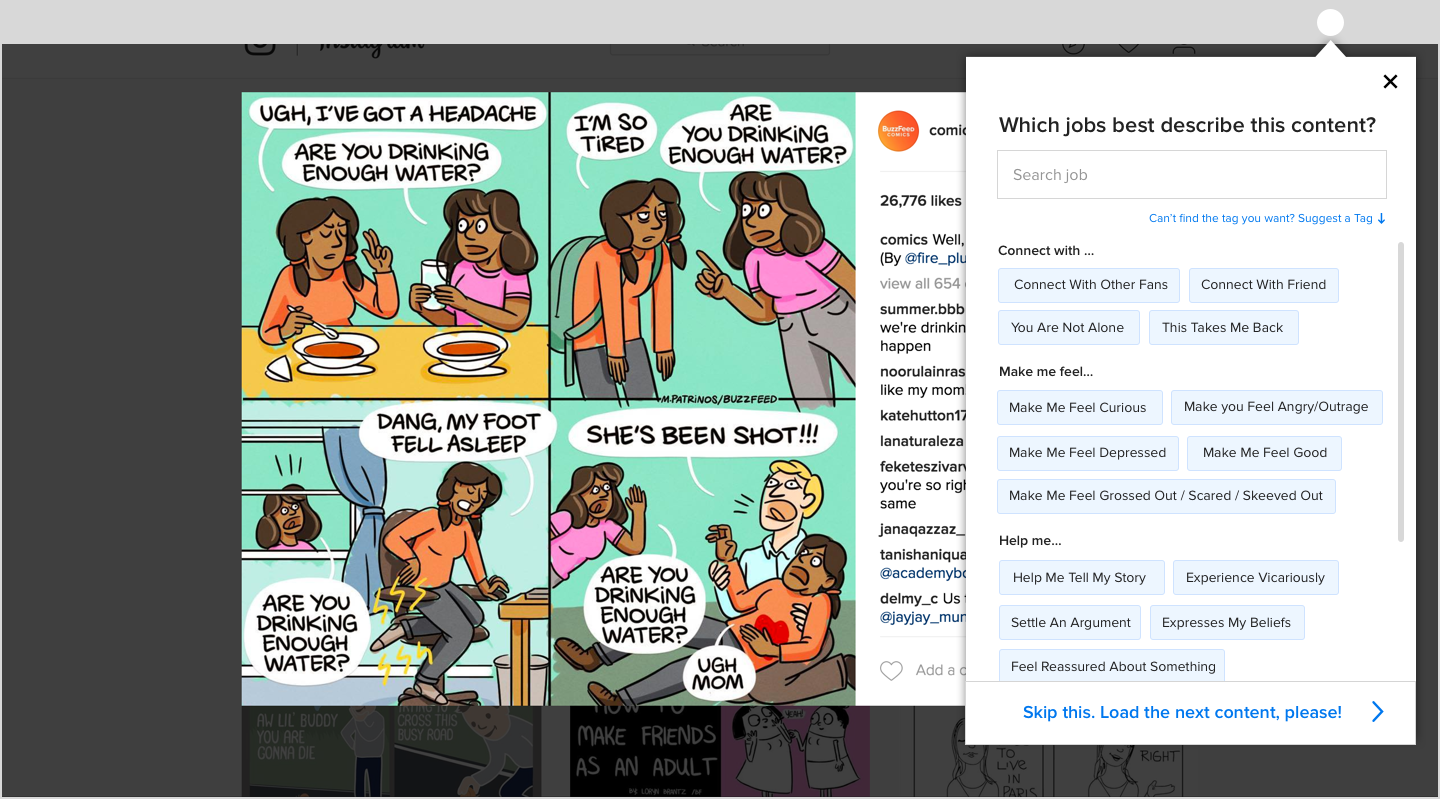 Instagram
Search
UGH, I'VE GOT A HEADACHE
ARE YOU DRINKING
ENOUGH WATER?
I'M SO
TIRED
ARE
YOU DRINKING
ENOUGH WATER?
M.PATRINOS/BUZZFEED
DANG, MY FOOT
FELL ASLEEP
ARE YOU
DRINKING
ENOUGH
WATER?
SHE'S BEEN SHOT!!!
ARE YOU
DRINKING
ENOUGH
WATER?
UGH
MOM
BuzzFeed
COMICS
26,776 likes
comics Well,
(By
view all 654
summer.bbb
we're drinkin
happen
noorulainras
like my mom
katehutton17
lanaturaleza
you're so righ
same
janaqazzaz_
tanishaniqua
delmy_c Us
@jayjay_mun
Add a c
AW LIL' BUDDY
YOU ARE
GONNA DIE
CROSS THIS
BUSY ROAD
HOW TO
MAKE FRIENDS
AS AN ADULT
YEAH!
TO
LIVE
IN
PARIS
RIGHT
Which jobs best describe this content?
Search job
Can't find the tag you want? Suggest a Tag
Connect with ...
Connect With Other Fans
Connect With Friend
You Are Not Alone
This Takes Me Back
Make me feel...
Make Me Feel Curious
Make you Feel Angry/Outrage
Make Me Feel Depressed
Make Me Feel Good
Make Me Feel Grossed Out / Scared / Skeeved Out
Help me...
Help Me Tell My Story
Experience Vicariously
Settle An Argument
Expresses My Beliefs
Feel Reassured About Something
Skip this. Load the next content, please!